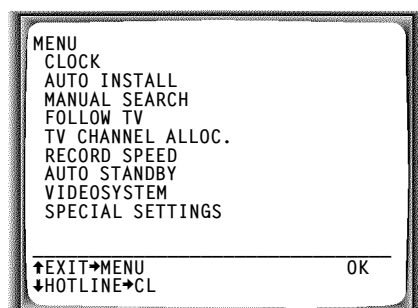 MENU
CLOCK
AUTO INSTALL
MANUAL SEARCH
FOLLOW TV
TV CHANNEL ALLOC.
RECORD SPEED
AUTO STANDBY
VIDEOSYSTEM
SPECIAL SETTINGS
↑EXIT→MENU OK
↓HOTLINE→CL